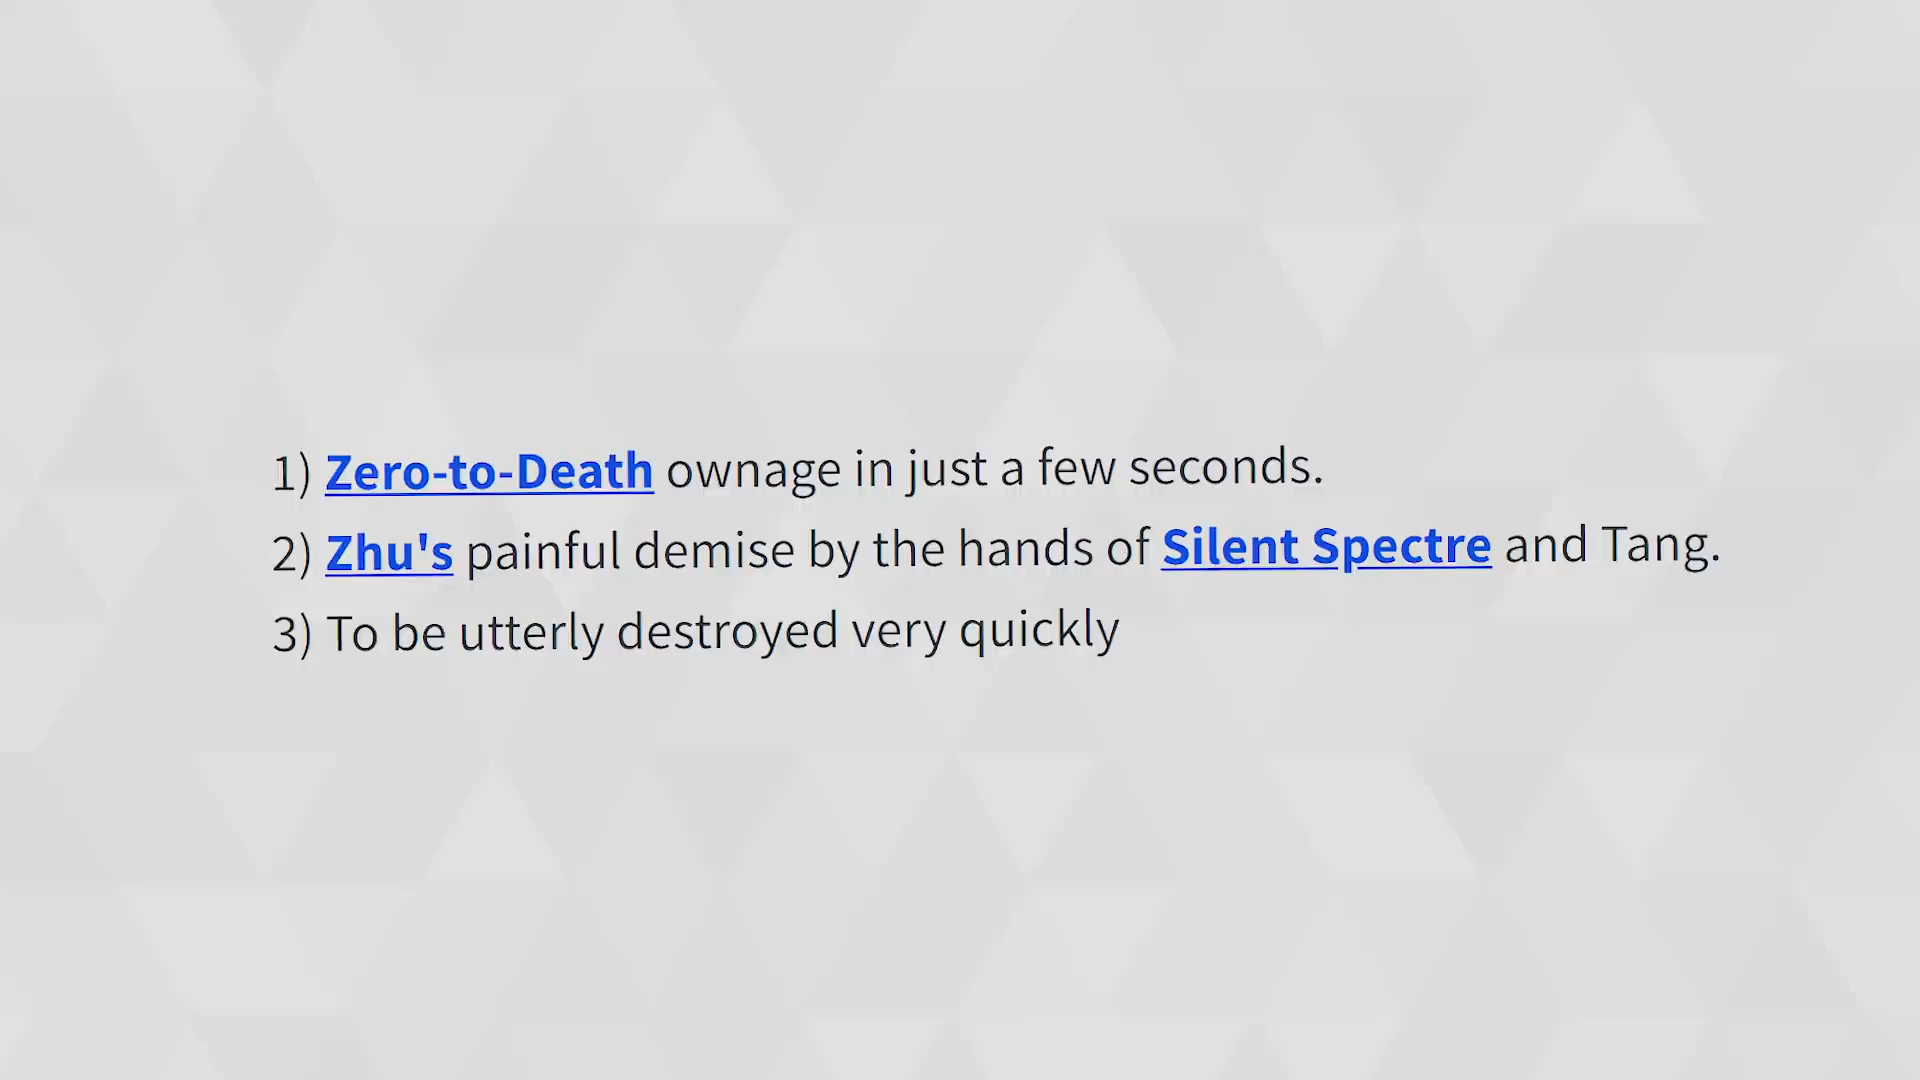 1) Zero-to-Death ownage in just a few seconds.
2) Zhu's painful demise by the hands of Silent Spectre and Tang.
3) To be utterly destroyed very quickly